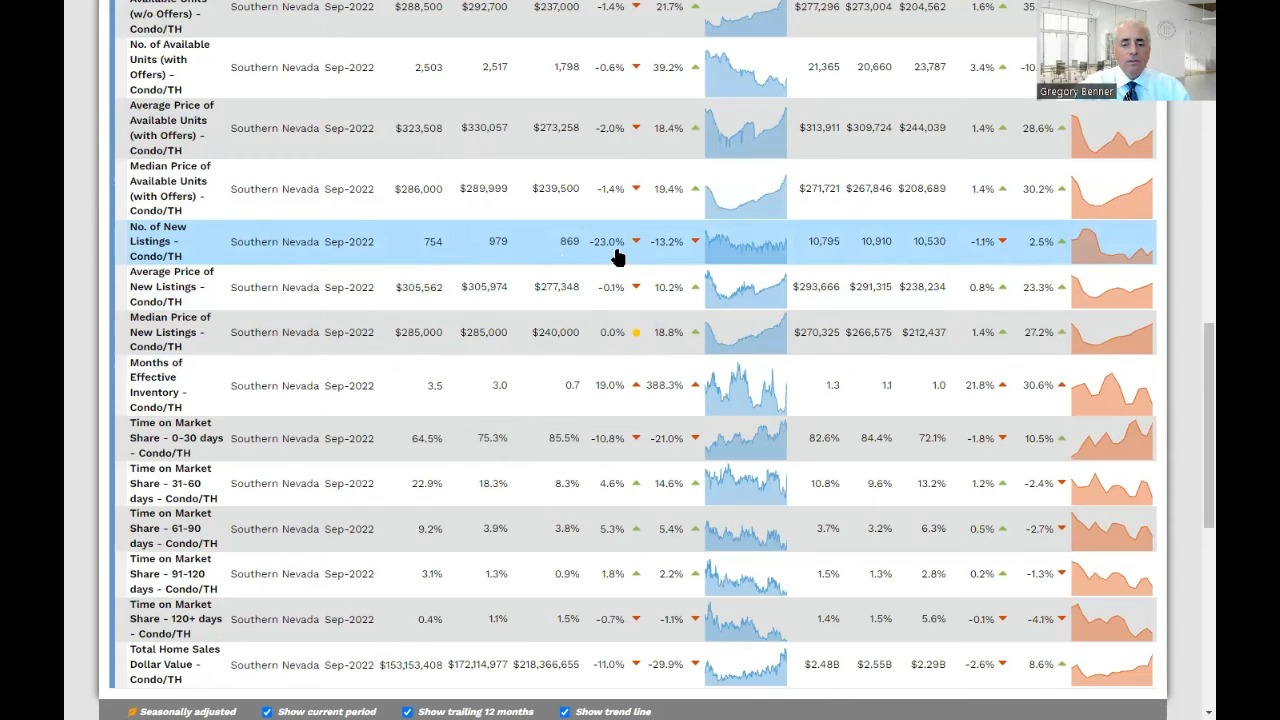 Available Units
(w/o Offers) -
Condo/TH
Southern Nevada Sep-2022 $288,500 $292,700 $237,000 -1.4% 21.7% $277,296 $273,004 $204,562 1.6% 35.
No. of Available
Units (with
Offers) -
Condo/TH
Southern Nevada Sep-2022 2,517 1,798 -0.6% 39.2% 21,365 20,660 23,787 3.4% -10
Gregory Benner
Average Price of
Available Units
(with Offers) -
Condo/TH
Southern Nevada Sep-2022 $323,508 $330,057 $273,258 -2.0% 18.4% $313,911 $309,724 $244,039 1.4% 28.6%
Median Price of
Available Units
(with Offers) -
Condo/TH
Southern Nevada Sep-2022 $286,000 $289,999 $239,500 -1.4% 19.4% $271,721 $267,846 $208,689 1.4% 30.2%
No. of New
Listings -
Condo/TH
Southern Nevada Sep-2022 754 979 869 -23.0% -13.2% 10,795 10,910 10,530 -1.1% 2.5%
Average Price of
New Listings -
Condo/TH
Southern Nevada Sep-2022 $305,562 $305,974 $277,348 -0.1% 10.2% $293,666 $291,315 $238,234 0.8% 23.3%
Median Price of
New Listings -
Condo/TH
Southern Nevada Sep-2022 $285,000 $285,000 $240,000 0.0% 18.8% $270,325 $266,575 $212,437 1.4% 27.2%
Months of
Effective
Inventory -
Condo/TH
Southern Nevada Sep-2022 3.5 3.0 0.7 19.0% 388.3% 1.3 1.1 1.0 21.8% 30.6%
Time on Market
Share - 0-30 days
- Condo/TH
Southern Nevada Sep-2022 64.5% 75.3% 85.5% -10.8% -21.0% 82.6% 84.4% 72.1% -1.8% 10.5%
Time on Market
Share - 31-60
days - Condo/TH
Southern Nevada Sep-2022 22.9% 18.3% 8.3% 4.6% 14.6% 10.8% 9.6% 13.2% 1.2% -2.4%
Time on Market
Share - 61-90
days - Condo/TH
Southern Nevada Sep-2022 9.2% 3.9% 3.8% 5.3% 5.4% 3.7% 3.2% 6.3% 0.5% -2.7%
Time on Market
Share - 91-120
days - Condo/TH
Southern Nevada Sep-2022 3.1% 1.3% 0.9% 1.8% 2.2% 1.5% 1.3% 2.8% 0.2% -1.3%
Time on Market
Share - 120+ days
- Condo/TH
Southern Nevada Sep-2022 0.4% 1.1% 1.5% -0.7% -1.1% 1.4% 1.5% 5.6% -0.1% -4.1%
Total Home Sales
Dollar Value -
Condo/TH
Southern Nevada Sep-2022 $153,153,408 $172,114,977 $218,366,655 -11.0% -29.9% $2.48B $2.55B $2.29B -2.6% 8.6%
Seasonally adjusted Show current period Show trailing 12 months Show trend line